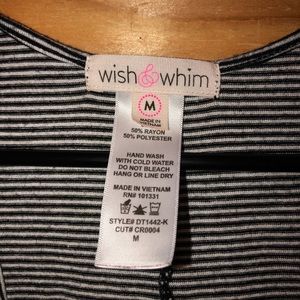 wish & whim
M
MADE IN
VIETNAM
50% RAYON
50% POLYESTER
HAND WASH
WITH COLD WATER
DO NOT BLEACH
HANG OR LINE DRY
MADE IN VIETNAM
RN# 101331
STYLE# DT1442-K
CUT# CR0004
M